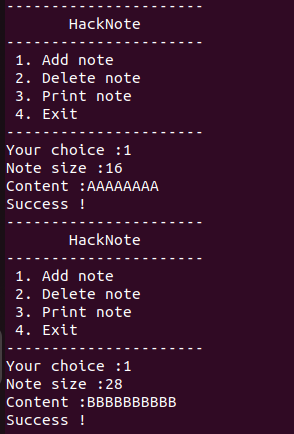 ----------------------
       HackNote
----------------------
 1. Add note
 2. Delete note
 3. Print note
 4. Exit
----------------------
Your choice :1
Note size :16
Content :AAAAAAAA
Success !
----------------------
       HackNote
----------------------
 1. Add note
 2. Delete note
 3. Print note
 4. Exit
----------------------
Your choice :1
Note size :28
Content :BBBBBBBBBB
Success !